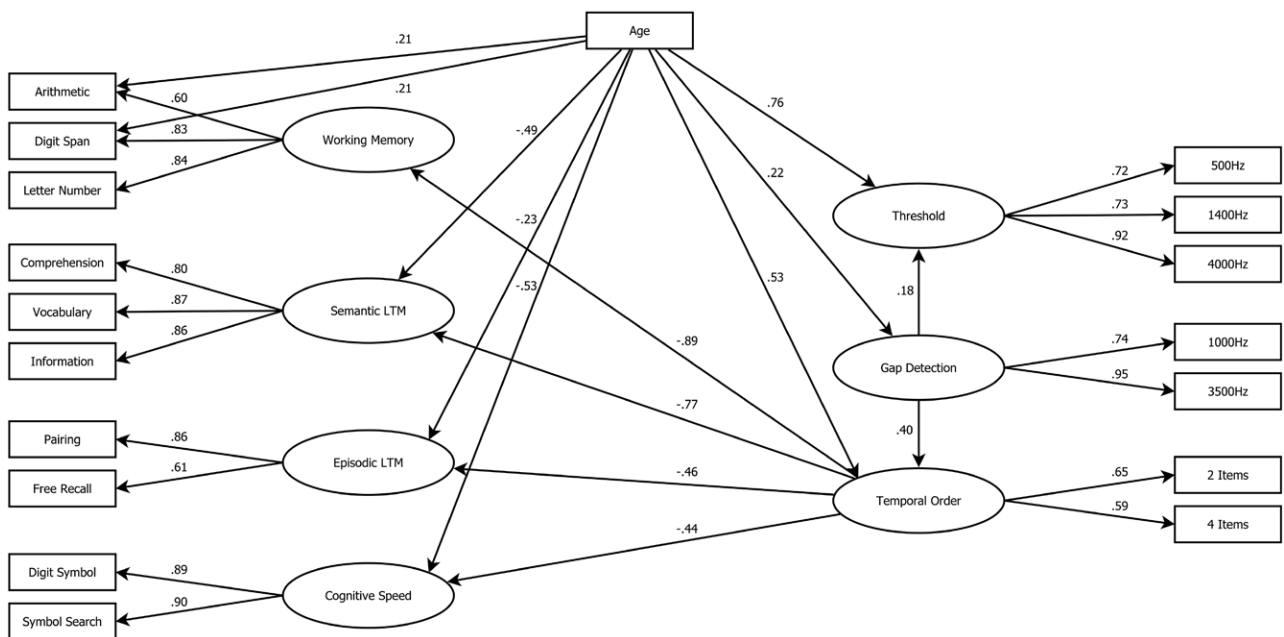 Age
.21
.21
Arithmetic
.60
Digit Span
.83
Letter Number
.84
Working Memory
-.49
.76
.22
.53
-.23
-.53
-.89
-.77
-.46
-.44
Comprehension
.80
Vocabulary
.87
Information
.86
Semantic LTM
Pairing
.86
Free Recall
.61
Episodic LTM
Digit Symbol
.89
Symbol Search
.90
Cognitive Speed
Threshold
.72
500Hz
.73
1400Hz
.92
4000Hz
.18
Gap Detection
.74
1000Hz
.95
3500Hz
.40
Temporal Order
.65
2 Items
.59
4 Items